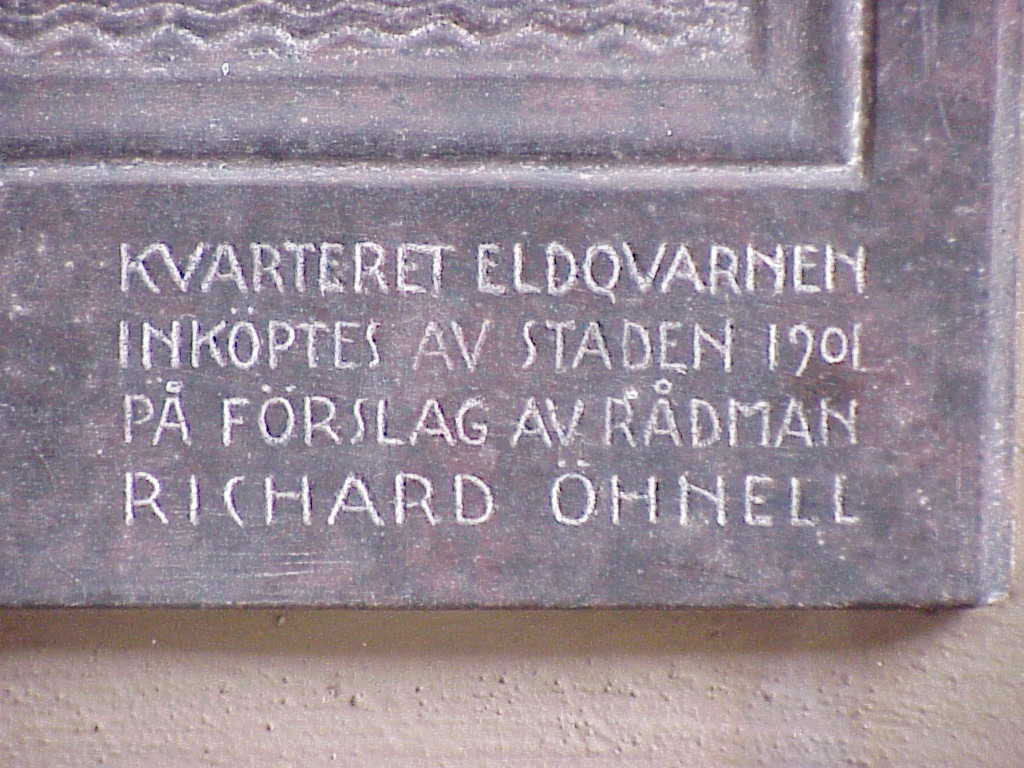 KVARTERET ELDQVARNEN
INKÖPTES AV STADEN 1901
PÅ FÖRSLAG AV RÅDMAN
RICHARD ÖHNELL